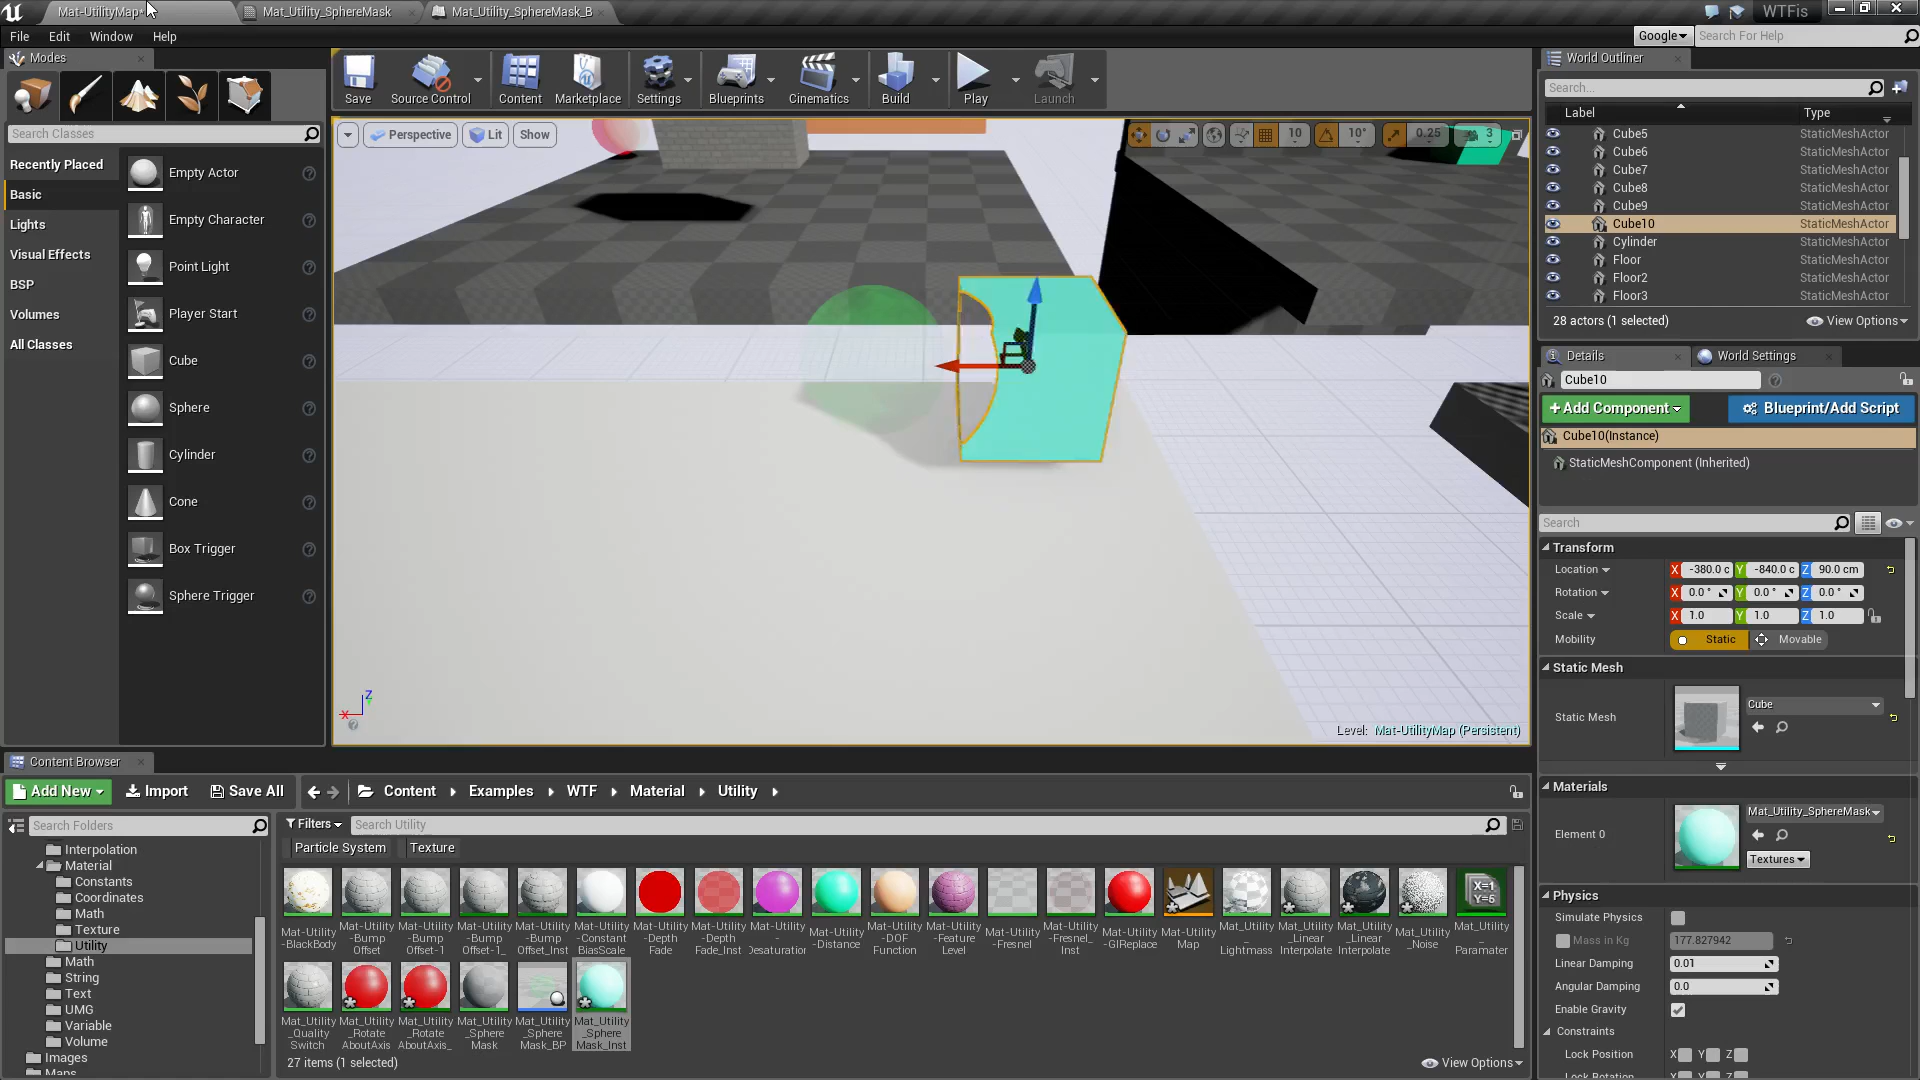 Mat-UtilityMap*
Mat_Utility_SphereMask
Mat_Utility_SphereMask_B
WTFis
File Edit Window Help
Google
Search For Help
Modes
Search Classes
Recently Placed
Basic
Lights
Visual Effects
BSP
Volumes
All Classes
Empty Actor
Empty Character
Point Light
Player Start
Cube
Sphere
Cylinder
Cone
Box Trigger
Sphere Trigger
Save
Source Control
Content
Marketplace
Settings
Blueprints
Cinematics
Build
Play
Launch
Perspective
Lit
Show
10
10°
0.25
3
Z
X
Level: Mat-UtilityMap (Persistent)
World Outliner
Search...
Label Type
Cube5 StaticMeshActor
Cube6 StaticMeshActor
Cube7 StaticMeshActor
Cube8 StaticMeshActor
Cube9 StaticMeshActor
Cube10 StaticMeshActor
Cylinder StaticMeshActor
Floor StaticMeshActor
Floor2 StaticMeshActor
Floor3 StaticMeshActor
28 actors (1 selected)
View Options
Details
World Settings
Cube10
+Add Component
Blueprint/Add Script
Cube10(Instance)
StaticMeshComponent (Inherited)
Search
Transform
Location X -380.0 c Y -840.0 c Z 90.0 cm
Rotation X 0.0 ° Y 0.0 ° Z 0.0 °
Scale X 1.0 Y 1.0 Z 1.0
Mobility Static Movable
Static Mesh
Static Mesh
Cube
Materials
Element 0
Mat_Utility_SphereMask
Textures
Physics
Simulate Physics
Mass in Kg 177.827942
Linear Damping 0.01
Angular Damping 0.0
Enable Gravity
Constraints
Lock Position X Y Z
Lock Rotation X Y Z
Content Browser
Add New
Import
Save All
Content
Examples
WTF
Material
Utility
Search Folders
Interpolation
Material
Constants
Coordinates
Math
Texture
Utility
Math
String
Text
UMG
Variable
Volume
Images
Maps
Filters
Search Utility
Particle System
Texture
Mat-Utility
-BlackBody
Mat-Utility
-Bump
Offset
Mat-Utility
-Bump
Offset-1
Mat-Utility
-Bump
Offset-1_
Mat-Utility
-Bump
Offset_Inst
Mat-Utility
-Constant
BiasScale
Mat-Utility
-Depth
Fade
Mat-Utility
-Depth
Fade_Inst
Mat-Utility
-
Desaturation
Mat-Utility
-Distance
Mat-Utility
-DOF
Function
Mat-Utility
-Feature
Level
Mat-Utility
-Fresnel
Mat-Utility
-Fresnel_
Inst
Mat-Utility
-GIReplace
Mat-Utility
Map
Mat_Utility
_
Lightmass
Mat_Utility
_Linear
Interpolate
Mat_Utility
_Linear
Interpolate
Mat_Utility
_Noise
X=1
Y=6
Mat_Utility
_
Paramater
Mat_Utility
_Quality
Switch
Mat_Utility
_Rotate
AboutAxis
Mat_Utility
_Rotate
AboutAxis_
Mat_Utility
_Sphere
Mask
Mat_Utility
_Sphere
Mask_BP
Mat_Utility
_Sphere
Mask_Inst
27 items (1 selected)
View Options